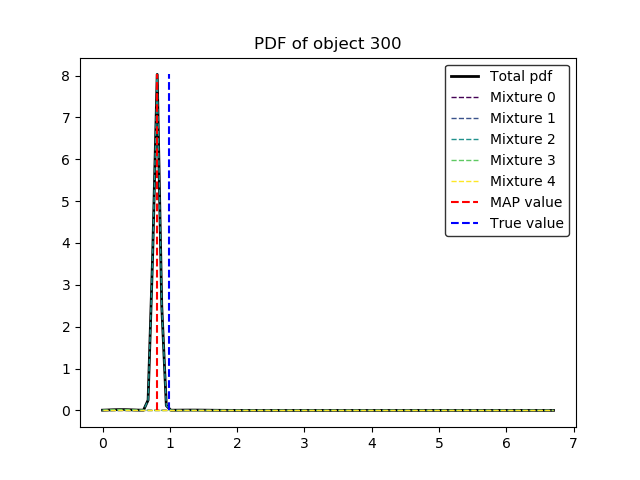 PDF of object 300
8
7
6
5
4
3
2
1
0
0 1 2 3 4 5 6 7
Total pdf
Mixture 0
Mixture 1
Mixture 2
Mixture 3
Mixture 4
MAP value
True value